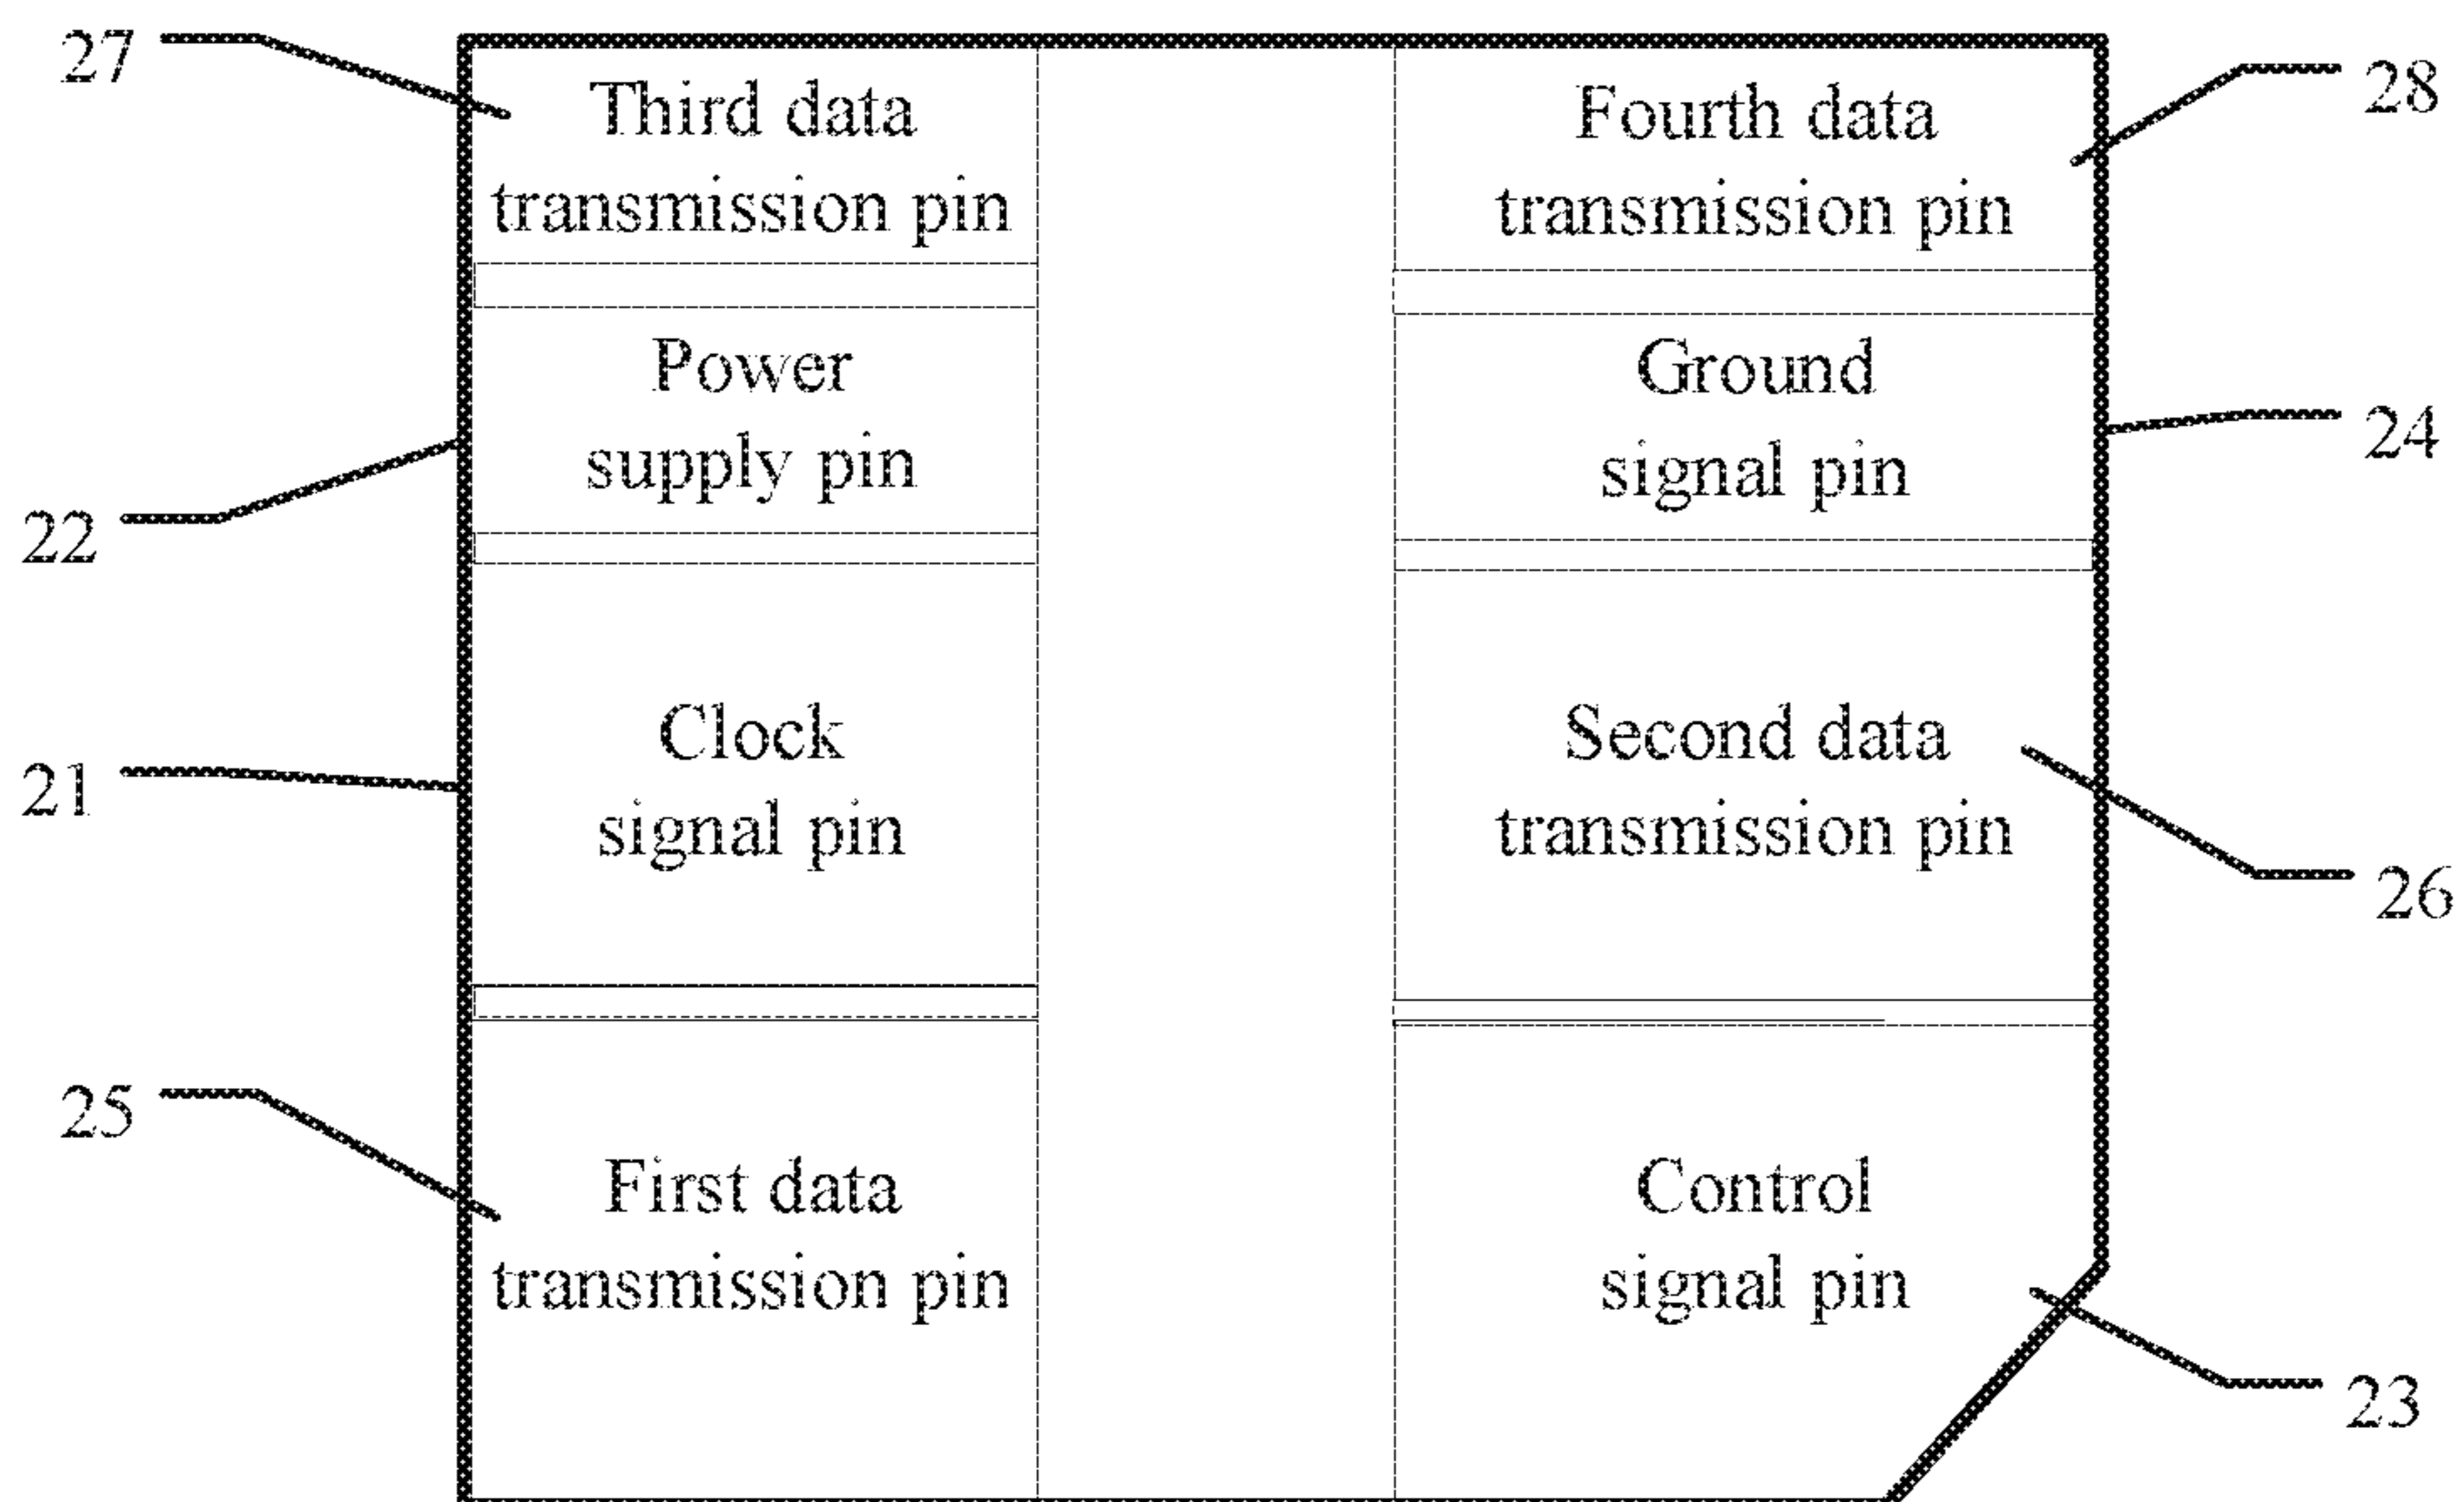 27
Third data
transmission pin
Fourth data
transmission pin
28
Power
supply pin
22
Ground
signal pin
24
Clock
signal pin
21
Second data
transmission pin
26
25
First data
transmission pin
Control
signal pin
23